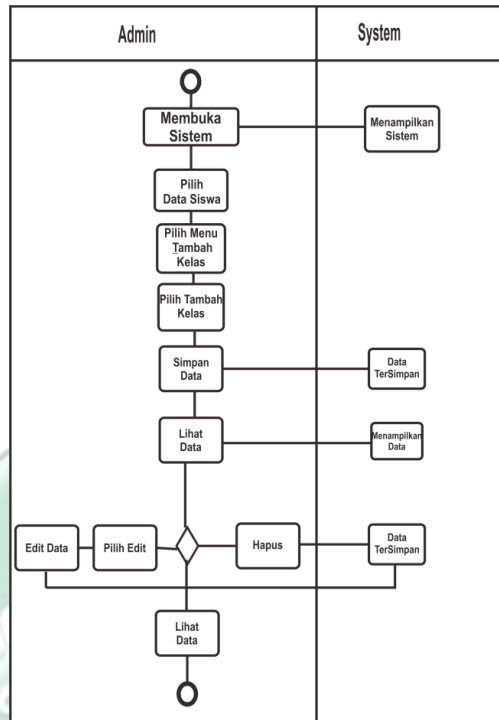 Admin
System
Membuka
Sistem
Menampilkan
Sistem
Pilih
Data Siswa
Pilih Menu
Tambah
Kelas
Pilih Tambah
Kelas
Simpan
Data
Data
TerSimpan
Lihat
Data
Menampilkan
Data
Edit Data
Pilih Edit
Hapus
Data
TerSimpan
Lihat
Data